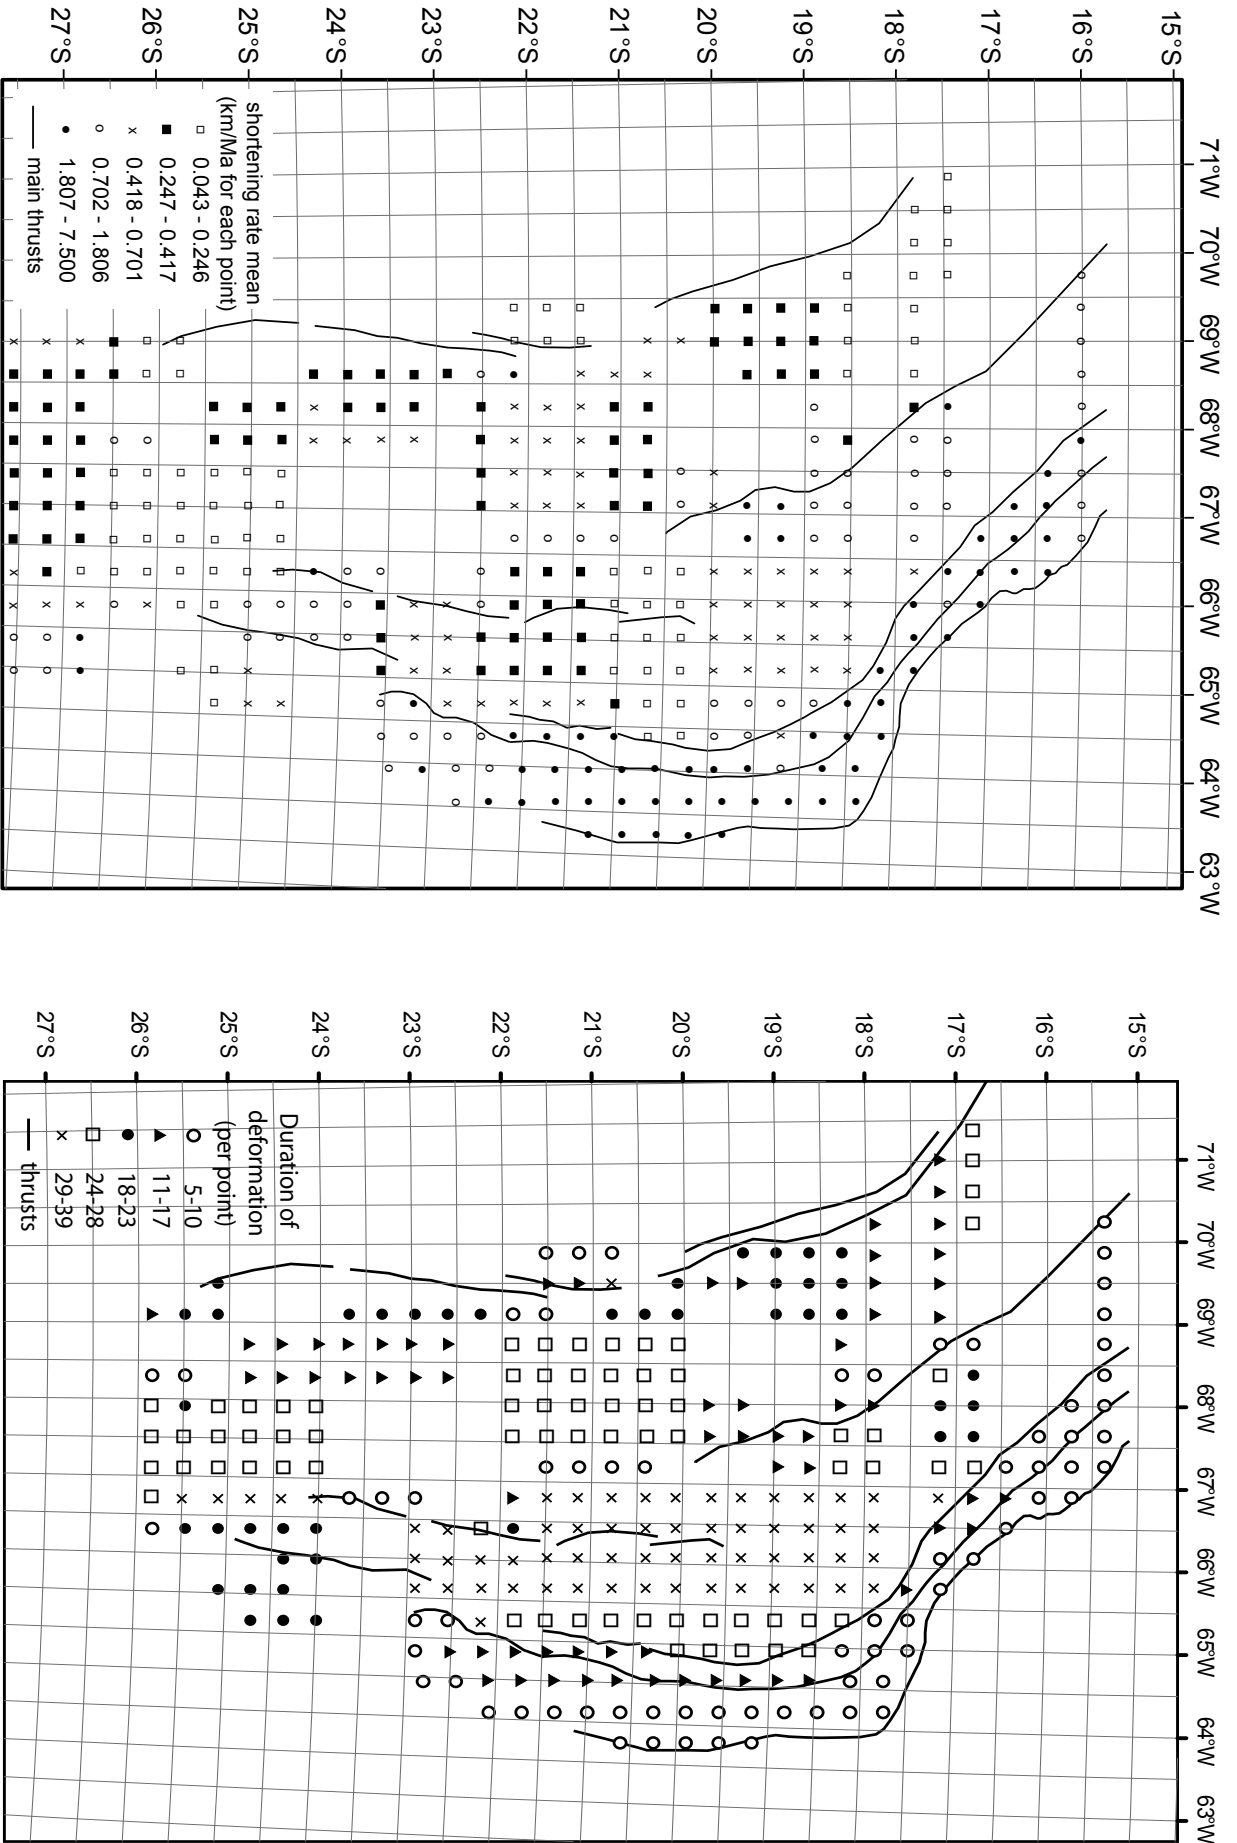 71°W 70°W 69°W 68°W 67°W 66°W 65°W 64°W 63°W
15°S
16°S
17°S
18°S
19°S
20°S
21°S
22°S
23°S
24°S
25°S
26°S
27°S
shortening rate mean
(km/Ma for each point)
0.043 - 0.246
0.247 - 0.417
0.418 - 0.701
0.702 - 1.806
1.807 - 7.500
main thrusts
71°W 70°W 69°W 68°W 67°W 66°W 65°W 64°W 63°W
15°S
16°S
17°S
18°S
19°S
20°S
21°S
22°S
23°S
24°S
25°S
26°S
27°S
Duration of
deformation
(per point)
5-10
11-17
18-23
24-28
29-39
thrusts